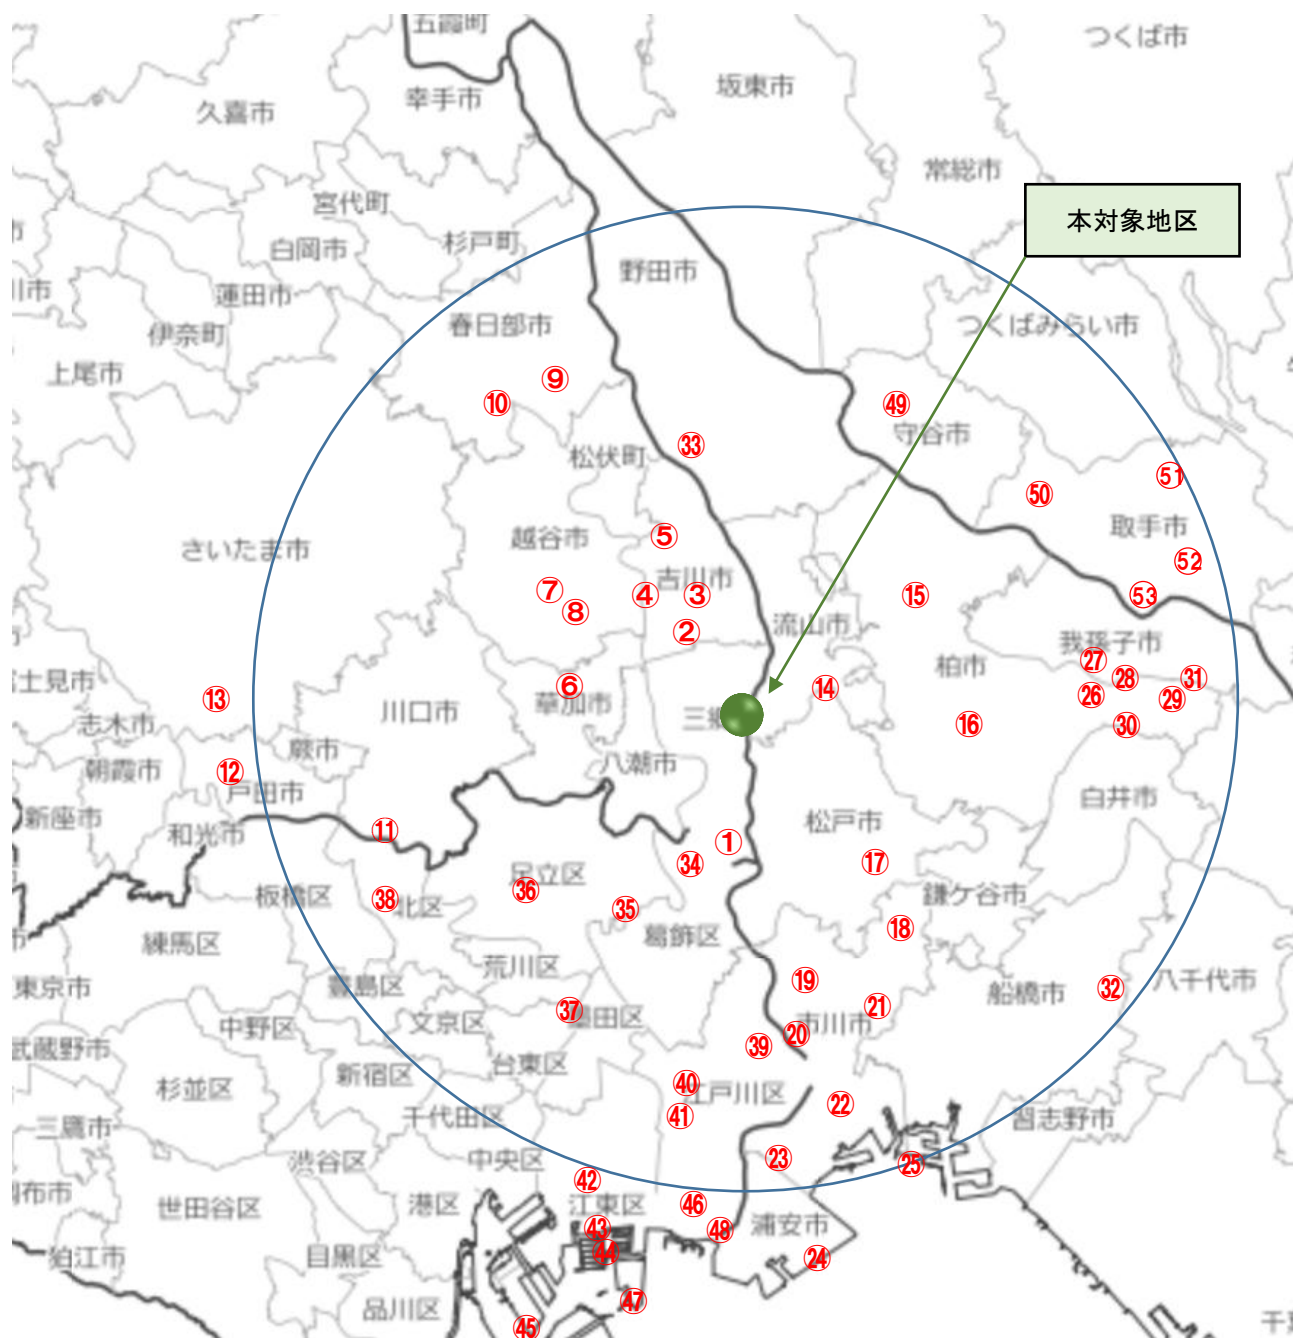 五霞町
つくば市
坂東市
幸手市
久喜市
常総市
宮代町
本対象地区
杉戸町
白岡市
野田市
川市
蓮田市
春日部市
つくばみらい市
伊奈町
上尾市
⑨
⑩
㊾
守谷市
㉝
松伏町
51
㊿
取手市
⑤
越谷市
さいたま市
52
吉川市
⑦
④
③
⑮
53
⑧
流山市
②
我孫子市
㉗
柏市
富士見市
⑥
⑭
㉘
㉛
㉖
㉙
⑬
草加市
川口市
三郷
志木市
⑯
㉚
蕨市
八潮市
朝霞市
⑫
戸田市
白井市
新座市
和光市
⑪
松戸市
①
㉞
⑰
足立区
㊱
板橋区
㊳
北区
鎌ケ谷市
㉟
⑱
葛飾区
練馬区
荒川区
東京市
豊島区
⑲
船橋市
㉜
八千代市
㊲
墨田区
㉑
文京区
中野区
⑳
市川市
武蔵野市
㊴
台東区
新宿区
杉並区
㊵
江戸川区
㉒
㊶
千代田区
三鷹市
習志野市
中央区
渋谷区
㉓
㉕
㊷
調布市
世田谷区
港区
江東区
㊻
㊸
㊽
浦安市
㊹
㉔
狛江市
目黒区
㊼
品川区
㊺